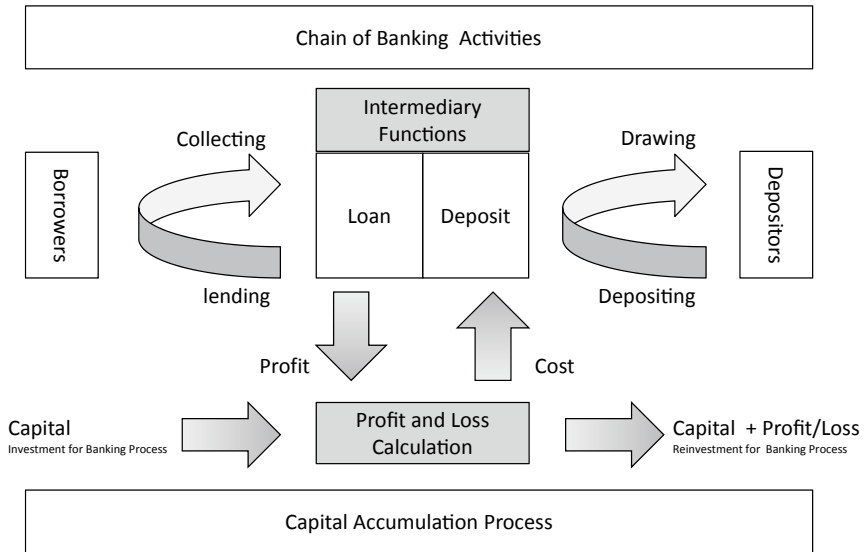 Chain of Banking Activities
Intermediary
Functions
Collecting
Drawing
Borrowers
Loan
Deposit
Depositors
lending
Depositing
Profit
Cost
Capital
Investment for Banking Process
Profit and Loss
Calculation
Capital + Profit/Loss
Reinvestment for Banking Process
Capital Accumulation Process